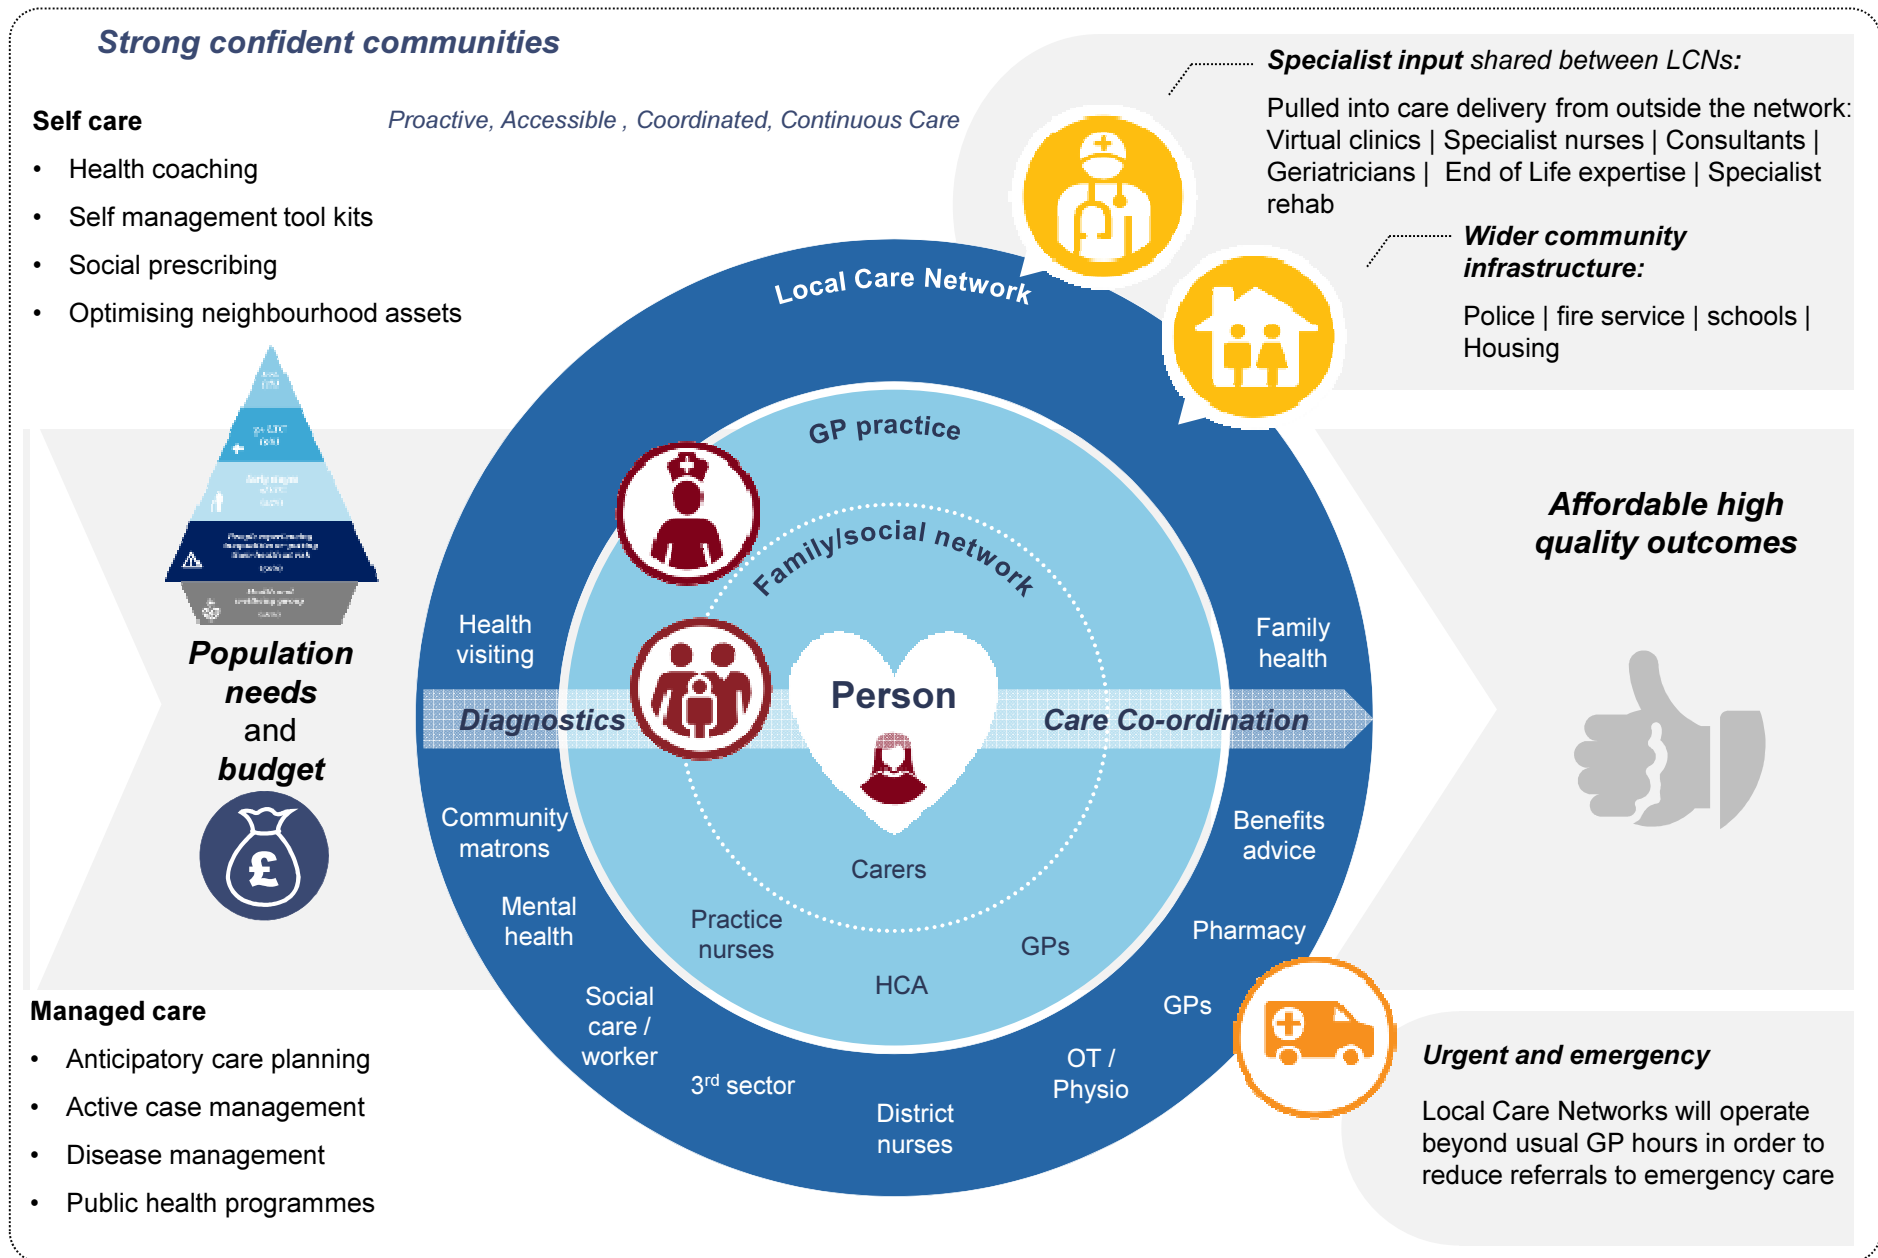 Strong confident communities
Self care
Proactive, Accessible , Coordinated, Continuous Care
• Health coaching
• Self management tool kits
• Social prescribing
• Optimising neighbourhood assets
Specialist input shared between LCNs:
Pulled into care delivery from outside the network:
Virtual clinics | Specialist nurses | Consultants |
Geriatricians | End of Life expertise | Specialist
rehab
Wider community
infrastructure:
Police | fire service | schools |
Housing
Local Care Network
GP practice
Family/social network
Person
Diagnostics
Care Co-ordination
Health
visiting
Family
health
Community
matrons
Benefits
advice
Mental
health
Pharmacy
Social
care /
worker
GPs
3rd sector
OT /
Physio
District
nurses
Carers
Practice
nurses
GPs
HCA
Population
needs
and
budget
£
Affordable high
quality outcomes
Managed care
• Anticipatory care planning
• Active case management
• Disease management
• Public health programmes
Urgent and emergency
Local Care Networks will operate
beyond usual GP hours in order to
reduce referrals to emergency care